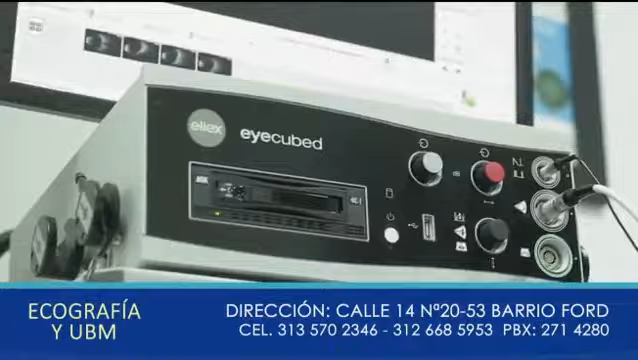 ellex
eyecubed
ECOGRAFÍA
Y UBM
DIRECCIÓN: CALLE 14 Nª20-53 BARRIO FORD
CEL. 313 570 2346 - 312 668 5953 PBX: 271 4280